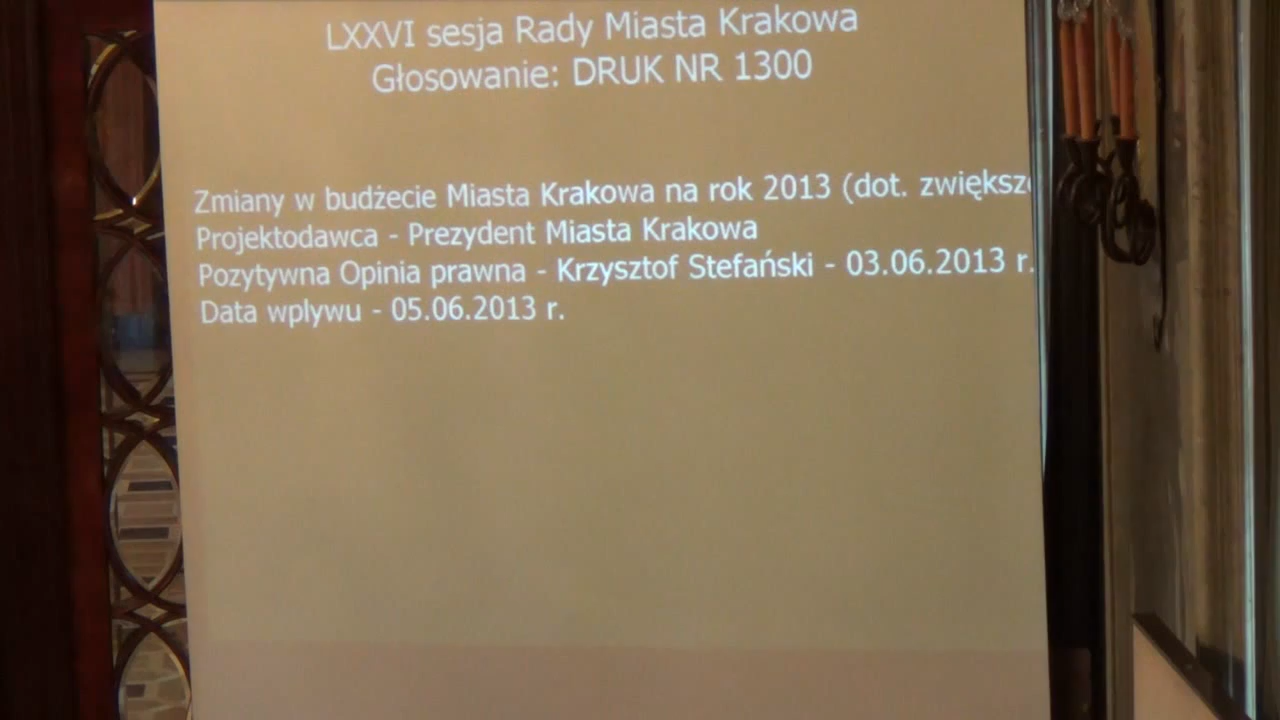 LXXVI sesja Rady Miasta Krakowa
Głosowanie: DRUK NR 1300
Zmiany w budżecie Miasta Krakowa na rok 2013 (dot.
Projektodawca - Prezydent Miasta Krakowa
Pozytywna Opinia prawna - Krzysztof Stefański - 03.06.2013 r.
Data wplywu - 05.06.2013 r.